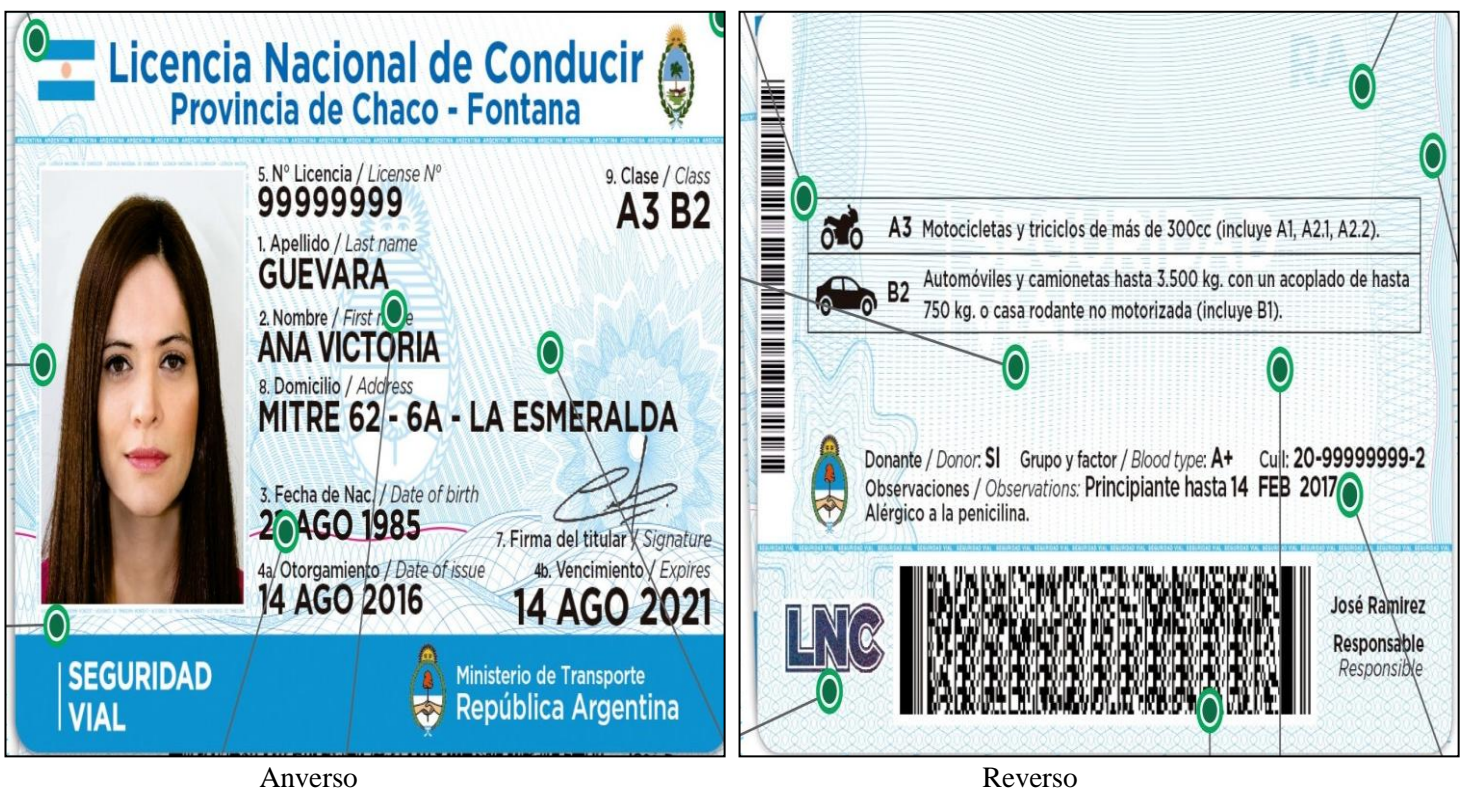 Licencia Nacional de Conducir
Provincia de Chaco - Fontana
5. Nº Licencia / License Nº
99999999
9. Clase / Class
A3 B2
1. Apellido / Last name
GUEVARA
2. Nombre / First
ANA VICTORIA
8. Domicilio / Address
MITRE 62 - 6A - LA ESMERALDA
3. Fecha de Nac. / Date of birth
AGO 1985
7. Firma del titular / Signature
4a. Otorgamiento / Date of issue
14 AGO 2016
4b. Vencimiento / Expires
14 AGO 2021
SEGURIDAD
VIAL
Ministerio de Transporte
República Argentina
Anverso
RA
SEGURIDAD
VIAL
A3 Motocicletas y triciclos de más de 300cc (incluye A1, A2.1, A2.2).
B2 Automóviles y camionetas hasta 3.500 kg. con un acoplado de hasta
750 kg. o casa rodante no motorizada (incluye B1).
Donante / Donor: SI Grupo y factor / Blood type: A+ Cuil: 20-99999999-2
Observaciones / Observations: Principiante hasta 14 FEB 2017
Alérgico a la penicilina.
LNC
José Ramirez
Responsable
Responsible
Reverso